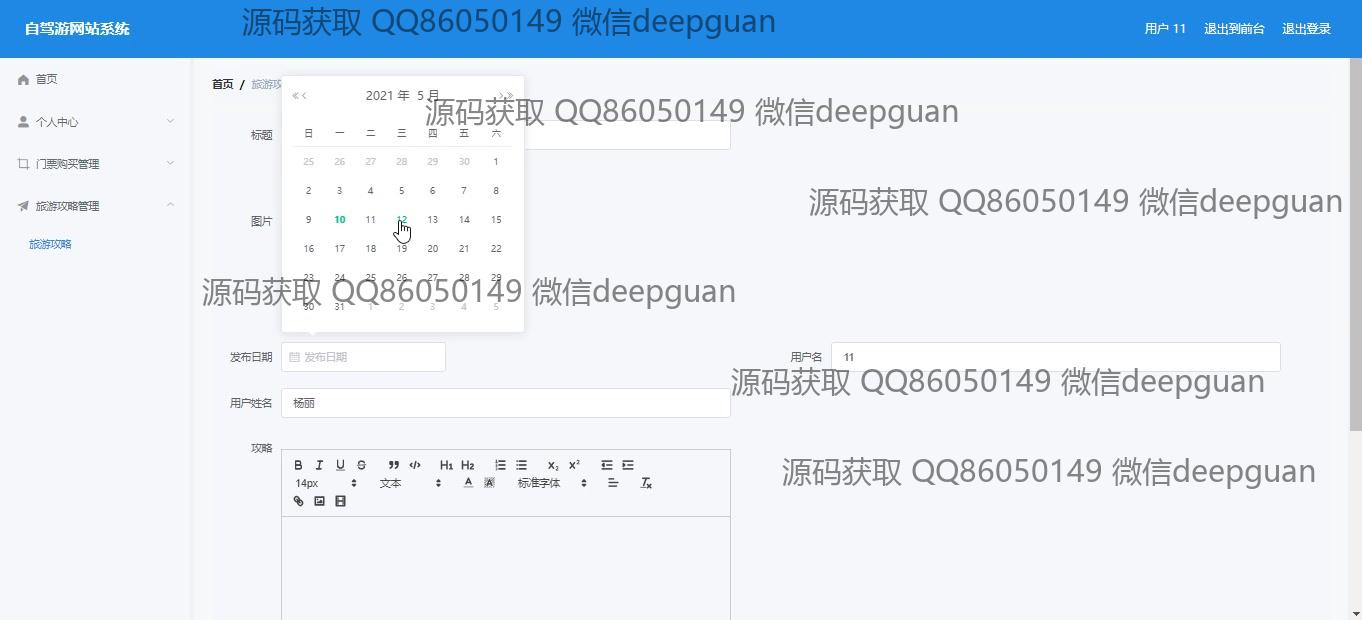 自驾游网站系统
源码获取 QQ86050149 微信deepguan
用户 11 退出到前台 退出登录
首页
个人中心
门票购买管理
旅游攻略管理
旅游攻略
首页 / 旅游攻
2021 年 5 月
源码获取 QQ86050149 微信deepguan
标题
日 一 二 三 四 五 六
25 26 27 28 29 30 1
2 3 4 5 6 7 8
源码获取 QQ86050149 微信deepguan
图片
9 10 11 12 13 14 15
16 17 18 19 20 21 22
23 24 25 26 27 28 29
源码获取 QQ86050149 微信deepguan
30 31 1 2 3 4 5
发布日期 发布日期
用户名 11
源码获取 QQ86050149 微信deepguan
用户姓名 杨丽
攻略
B I U S ” </> H1 H2 X₂ X²
源码获取 QQ86050149 微信deepguan
14px 文本 A A 标准字体 Tx